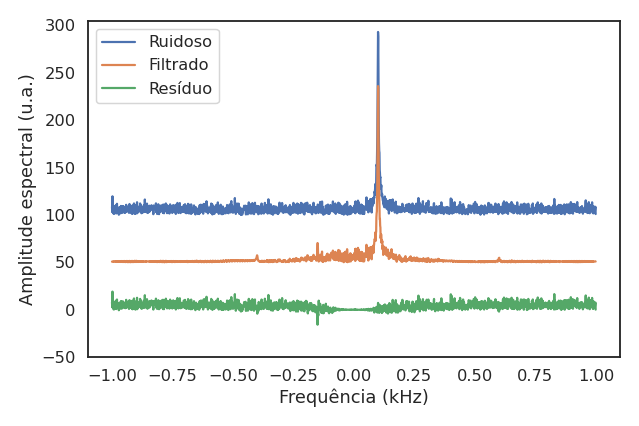 300
250
200
150
100
50
0
−50
Amplitude espectral (u.a.)
Ruidoso
Filtrado
Resíduo
−1.00 −0.75 −0.50 −0.25 0.00 0.25 0.50 0.75 1.00
Frequência (kHz)